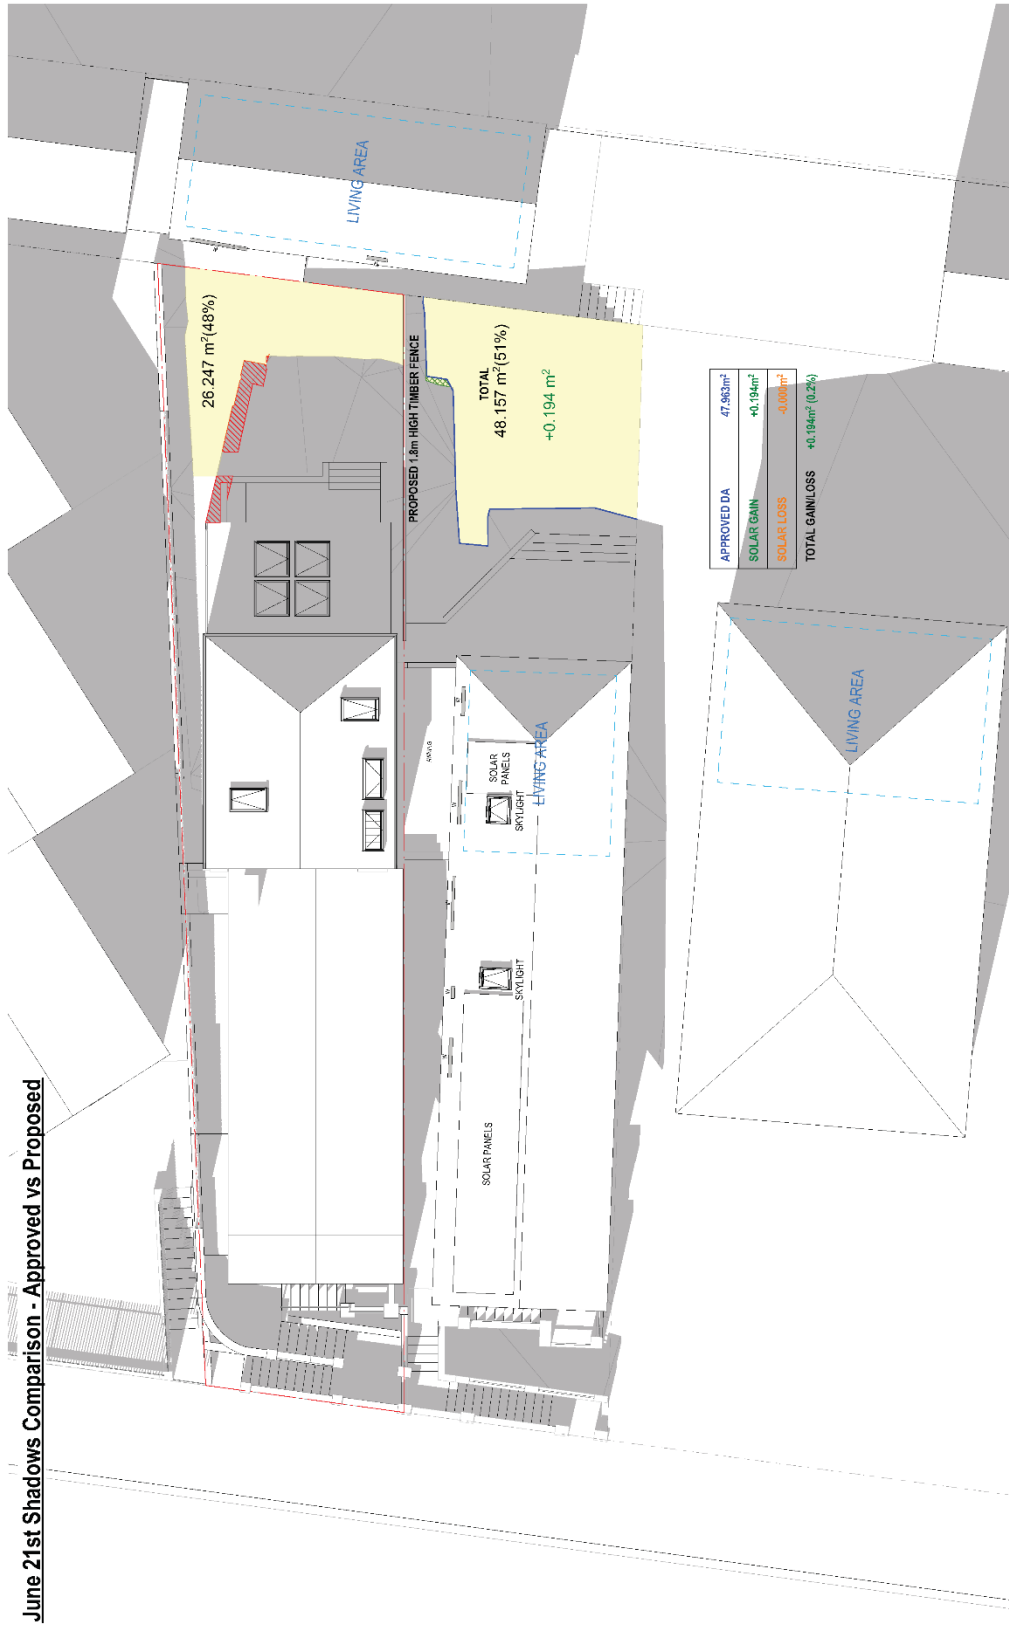 June 21st Shadows Comparison - Approved vs Proposed
LIVING AREA
26.247 m²(48%)
PROPOSED 1.8m HIGH TIMBER FENCE
TOTAL
48.157 m²(51%)
+0.194 m²
APPROVED DA 47.963m²
SOLAR GAIN +0.194m²
SOLAR LOSS -0.000m²
TOTAL GAIN/LOSS +0.194m² (0.2%)
AWNING
SOLAR
PANELS
SKYLIGHT
LIVING AREA
SKYLIGHT
SOLAR PANELS
LIVING AREA